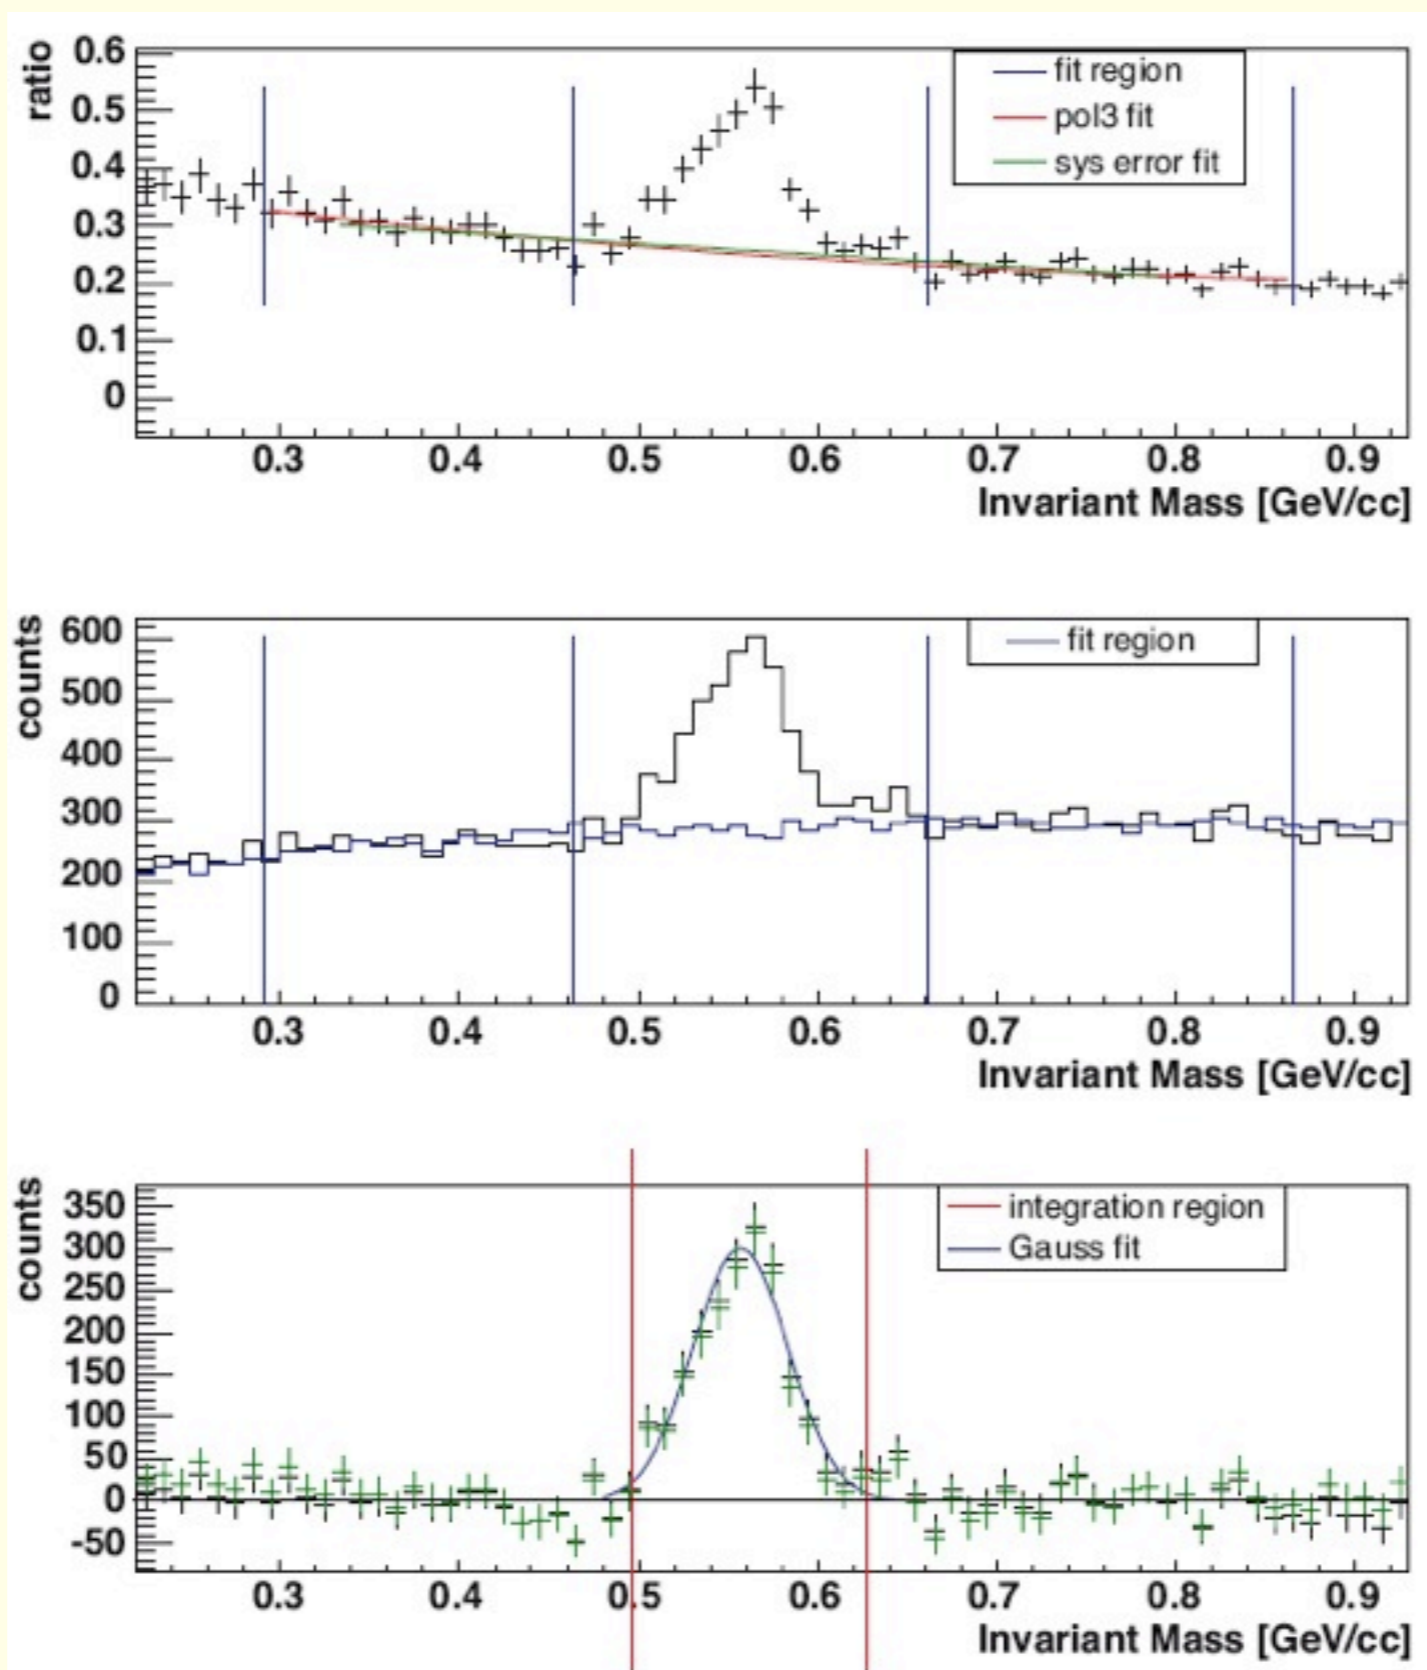 ratio
0.6
0.5
0.4
0.3
0.2
0.1
0
fit region
pol3 fit
sys error fit
0.3 0.4 0.5 0.6 0.7 0.8 0.9
Invariant Mass [GeV/cc]
counts
600
500
400
300
200
100
0
fit region
0.3 0.4 0.5 0.6 0.7 0.8 0.9
Invariant Mass [GeV/cc]
counts
350
300
250
200
150
100
50
0
-50
integration region
Gauss fit
0.3 0.4 0.5 0.6 0.7 0.8 0.9
Invariant Mass [GeV/cc]